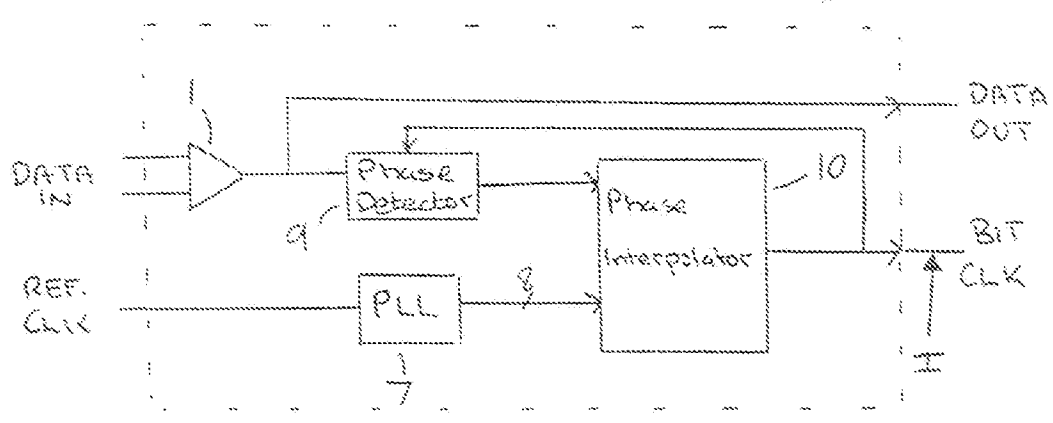 1
DATA
IN
Phase
Detector
9
Phase
Interpolator
10
DATA
OUT
BIT
CLK
I
REF.
CLK
PLL
7
8